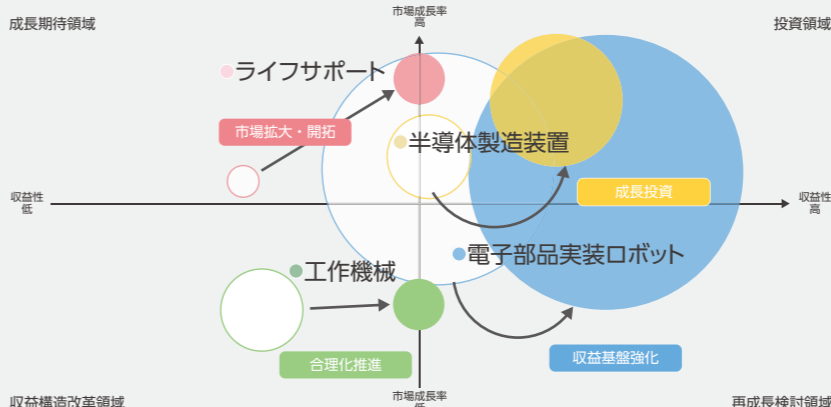 市場成長率
高
成長期待領域
投資領域
ライフサポート
市場拡大・開拓
半導体製造装置
成長投資
収益性
低
収益性
高
電子部品実装ロボット
工作機械
合理化推進
収益基盤強化
市場成長率
低
収益構造改革領域
再成長検討領域